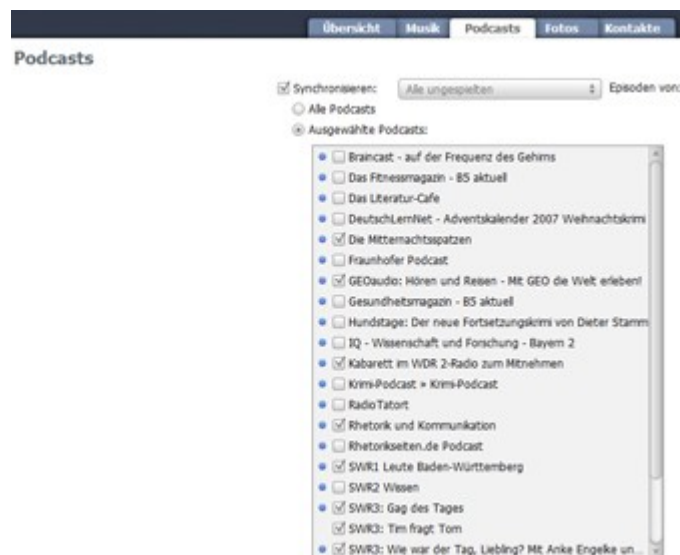 Übersicht Musik Podcasts Fotos Kontakte
Podcasts
Synchronisieren: Alle ungespielten Episoden von:
Alle Podcasts
Ausgewählte Podcasts:
Braincast - auf der Frequenz des Gehirns
Das Fitnessmagazin - B5 aktuell
Das Literatur-Cafe
DeutschLernNet - Adventskalender 2007 Weihnachtskrimi
Die Mitternachtsspatzen
Fraunhofer Podcast
GEOaudio: Hören und Reisen - Mit GEO die Welt erleben!
Gesundheitsmagazin - B5 aktuell
Hundstage: Der neue Fortsetzungskrimi von Dieter Stamm
IQ - Wissenschaft und Forschung - Bayern 2
Kabarett im WDR 2-Radio zum Mitnehmen
Krimi-Podcast » Krimi-Podcast
RadioTatort
Rhetorik und Kommunikation
Rhetorikseiten.de Podcast
SWR1 Leute Baden-Württemberg
SWR2 Wissen
SWR3: Gag des Tages
SWR3: Tim fragt Tom
SWR3: Wie war der Tag, Liebling? Mit Anke Engelke un...